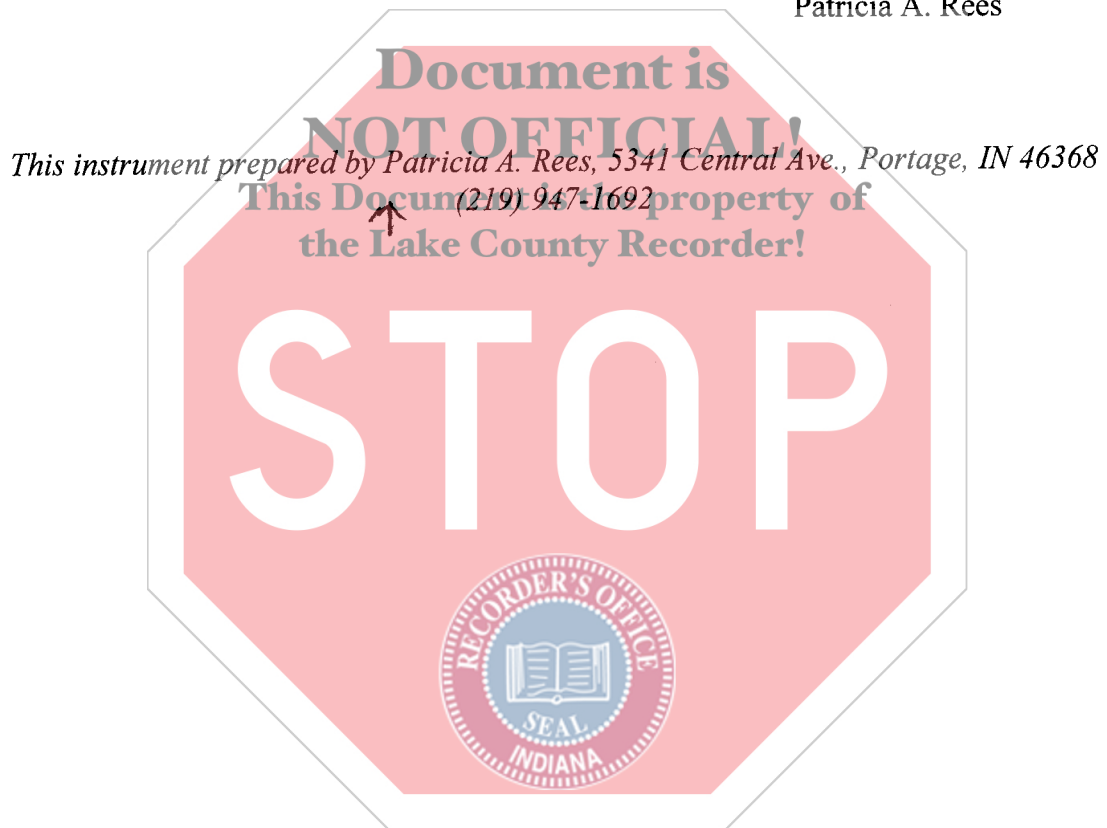 Patricia A. Rees
Document is
NOT OFFICIAL!
This instrument prepared by Patricia A. Rees, 5341 Central Ave., Portage, IN 46368
This Document is the property of
(219) 947-1692
the Lake County Recorder!
STOP
RECORDER'S OFFICE
SEAL
INDIANA